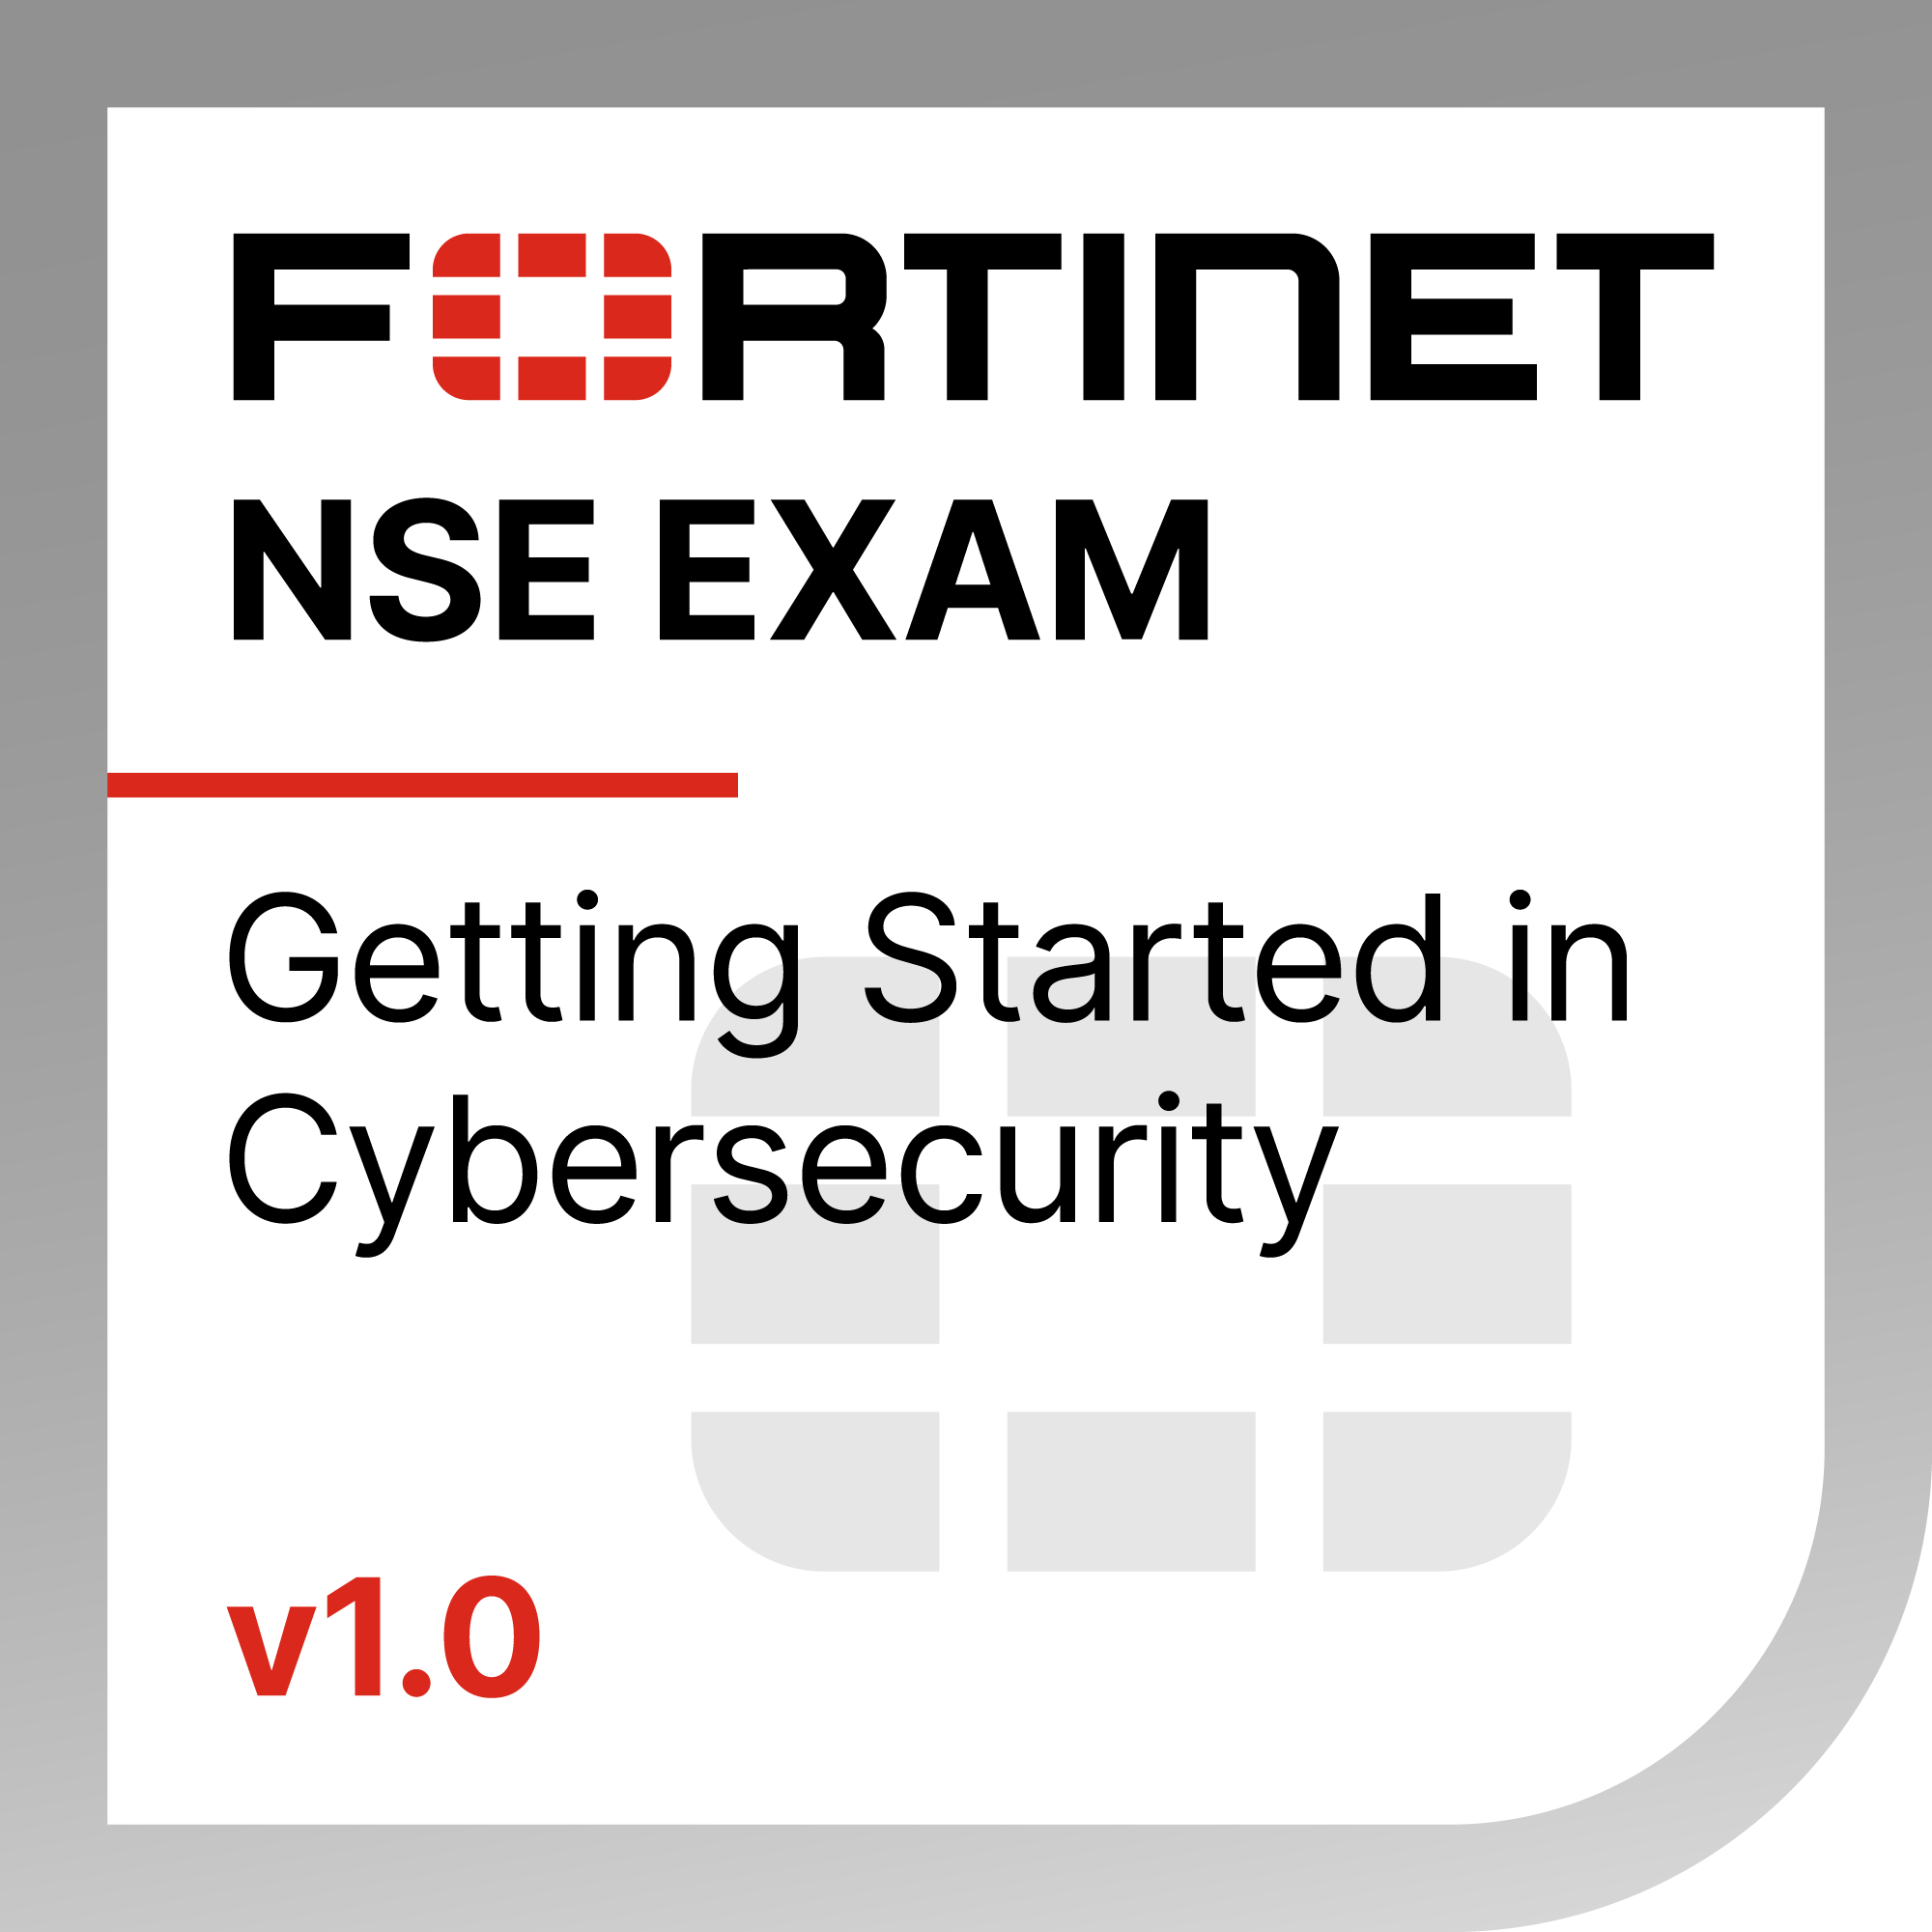 FORTINET
NSE EXAM
Getting Started in
Cybersecurity
v1.0